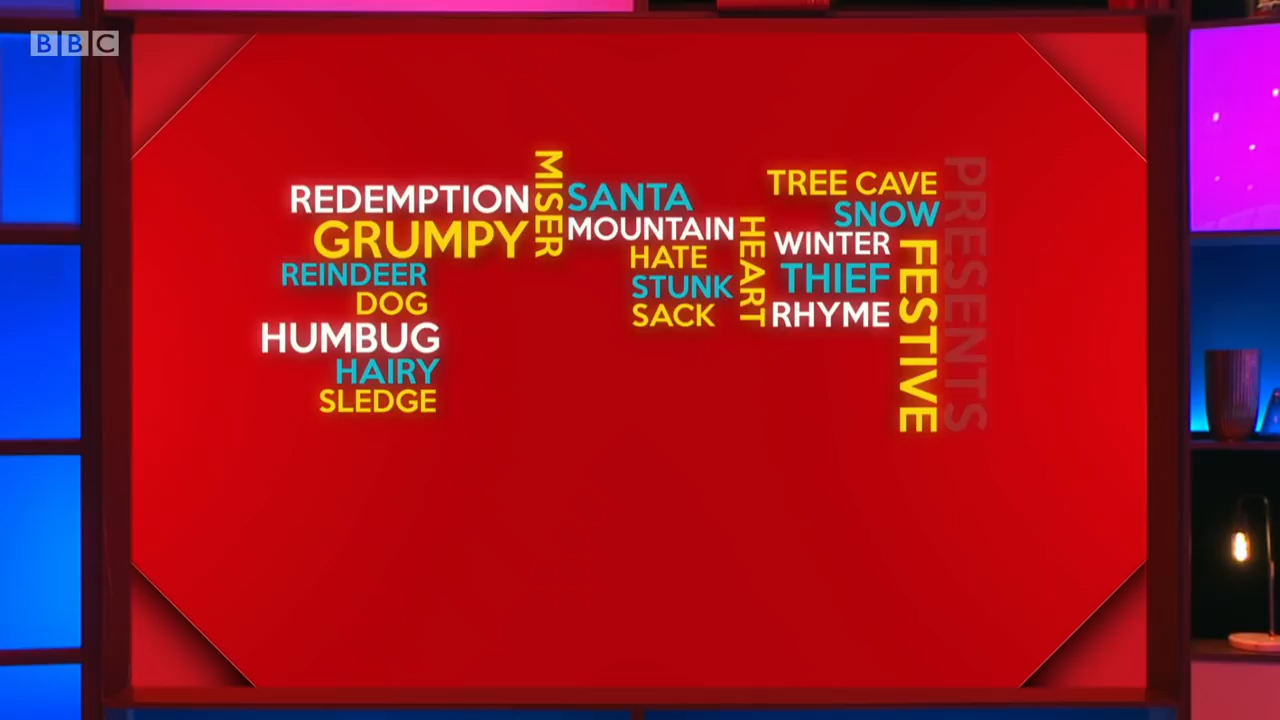 BBC
REDEMPTION
GRUMPY
REINDEER
DOG
HUMBUG
HAIRY
SLEDGE
MISER
SANTA
MOUNTAIN
HATE
STUNK
SACK
HEART
TREE CAVE
SNOW
WINTER
THIEF
RHYME
FESTIVE
PRESENTS